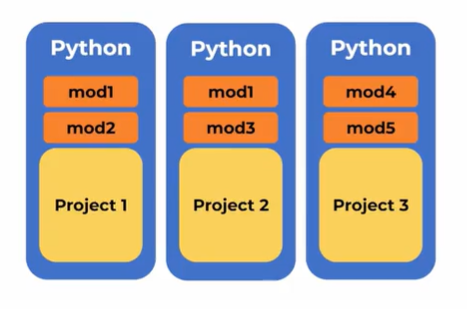 Python
mod1
mod2
Project 1
Python
mod1
mod3
Project 2
Python
mod4
mod5
Project 3